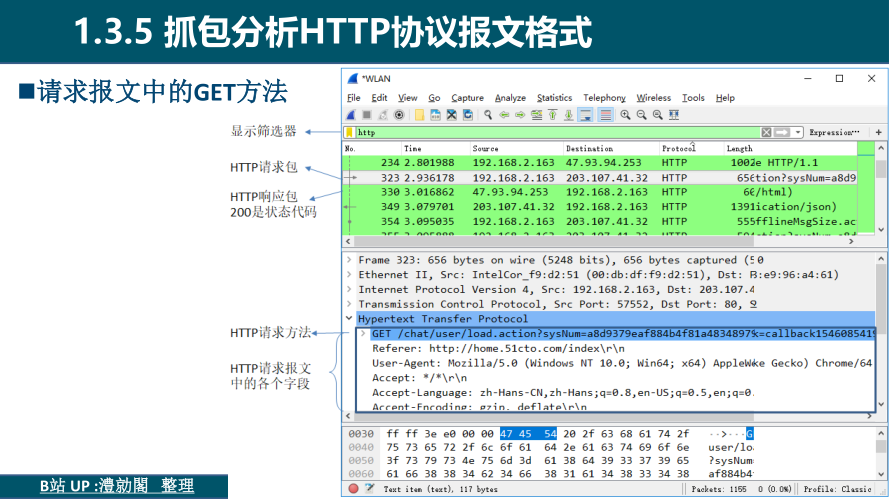 1.3.5 抓包分析HTTP协议报文格式
■请求报文中的GET方法
显示筛选器
HTTP请求包
HTTP响应包
200是状态代码
HTTP请求方法
HTTP请求报文
中的各个字段
*WLAN
File Edit View Go Capture Analyze Statistics Telephony Wireless Tools Help
http
Expression… +
No. Time Source Destination Protocol Length
234 2.801988 192.168.2.163 47.93.94.253 HTTP 1002e HTTP/1.1
323 2.936178 192.168.2.163 203.107.41.32 HTTP 656tion?sysNum=a8d9
330 3.016862 47.93.94.253 192.168.2.163 HTTP 66/html)
349 3.079701 203.107.41.32 192.168.2.163 HTTP 1391ication/json)
354 3.095035 192.168.2.163 203.107.41.32 HTTP 555fflineMsgSize.ac
Frame 323: 656 bytes on wire (5248 bits), 656 bytes captured (50
Ethernet II, Src: IntelCor_f9:d2:51 (00:db:df:f9:d2:51), Dst: B:e9:96:a4:61)
Internet Protocol Version 4, Src: 192.168.2.163, Dst: 203.107.4
Transmission Control Protocol, Src Port: 57552, Dst Port: 80, S
Hypertext Transfer Protocol
GET /chat/user/load.action?sysNum=a8d9379eaf884b4f81a4834897%=callback1546085419
Referer: http://home.51cto.com/index\r\n
User-Agent: Mozilla/5.0 (Windows NT 10.0; Win64; x64) AppleWke Gecko) Chrome/64
Accept: */*\r\n
Accept-Language: zh-Hans-CN,zh-Hans;q=0.8,en-US;q=0.5,en;q=0.
Accept-Encoding: gzip, deflate\r\n
0030 ff ff 3e e0 00 00 47 45 54 20 2f 63 68 61 74 2f ··>···G
0040 75 73 65 72 2f 6c 6f 61 64 2e 61 63 74 69 6f 6e user/lo
0050 3f 73 79 73 4e 75 6d 3d 61 38 64 39 33 37 39 65 ?sysNum
0060 61 66 38 38 34 62 34 66 38 31 61 34 38 33 34 38 af884b4
Text item (text), 117 bytes
Packets: 1155 0 (0.0%)
Profile: Classic
B站 UP :澧勍閣 整理